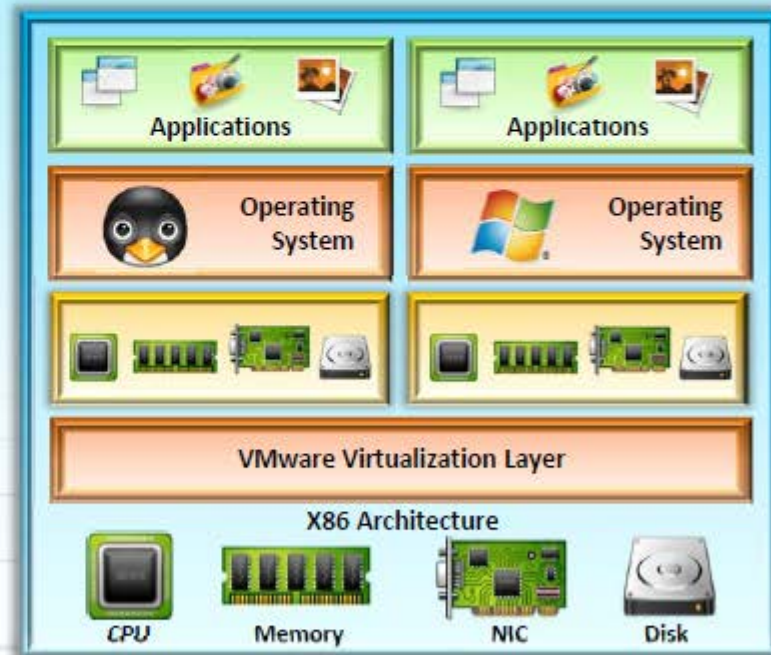 Applications
Applications
Operating
System
Operating
System
VMware Virtualization Layer
X86 Architecture
CPU
Memory
NIC
Disk